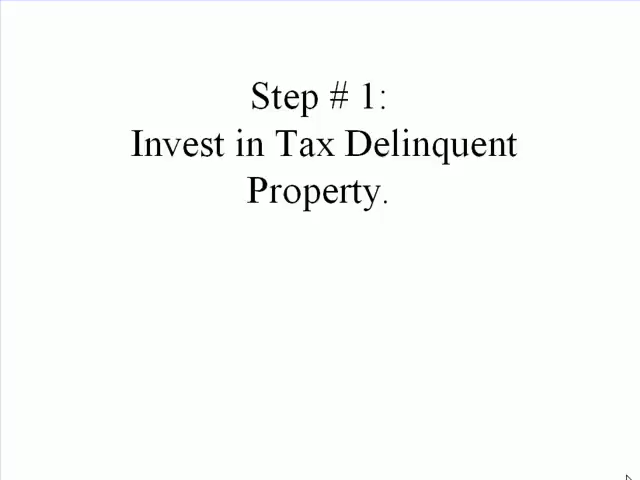 Step # 1:
Invest in Tax Delinquent
Property.